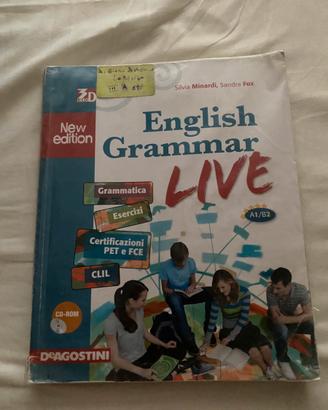 Silvia Minardi, Sandra Fox
3D
New
edition
English
Grammar
LIVE
A1/B2
Grammatica
Esercizi
Certificazioni
PET e FCE
CLIL
CD-ROM
DeAGOSTINI